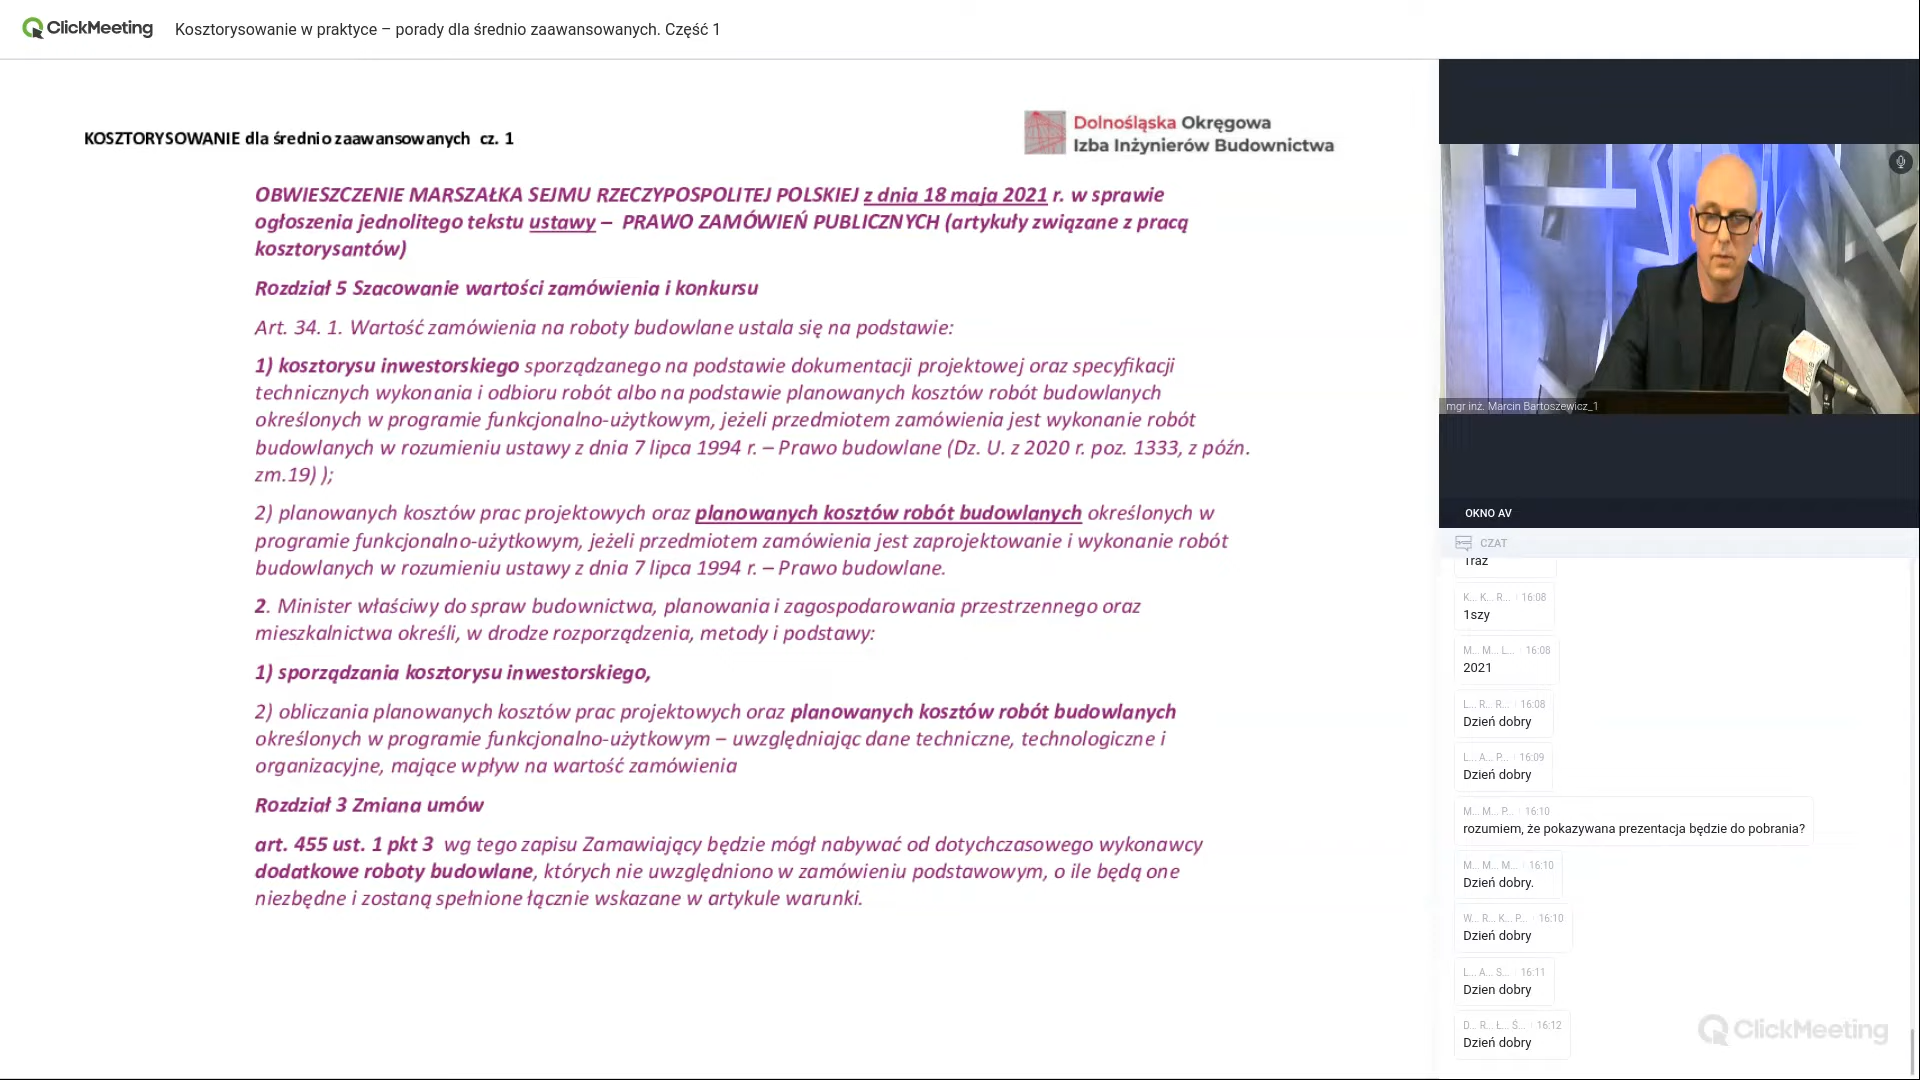 ClickMeeting
Kosztorysowanie w praktyce – porady dla średnio zaawansowanych. Część 1
KOSZTORYSOWANIE dla średnio zaawansowanych cz. 1
Dolnośląska Okręgowa
Izba Inżynierów Budownictwa
OBWIESZCZENIE MARSZAŁKA SEJMU RZECZYPOSPOLITEJ POLSKIEJ z dnia 18 maja 2021 r. w sprawie
ogłoszenia jednolitego tekstu ustawy – PRAWO ZAMÓWIEŃ PUBLICZNYCH (artykuły związane z pracą
kosztorysantów)
Rozdział 5 Szacowanie wartości zamówienia i konkursu
Art. 34. 1. Wartość zamówienia na roboty budowlane ustala się na podstawie:
1) kosztorysu inwestorskiego sporządzanego na podstawie dokumentacji projektowej oraz specyfikacji
technicznych wykonania i odbioru robót albo na podstawie planowanych kosztów robót budowlanych
określonych w programie funkcjonalno-użytkowym, jeżeli przedmiotem zamówienia jest wykonanie robót
budowlanych w rozumieniu ustawy z dnia 7 lipca 1994 r. – Prawo budowlane (Dz. U. z 2020 r. poz. 1333, z późn.
zm.19) );
2) planowanych kosztów prac projektowych oraz planowanych kosztów robót budowlanych określonych w
programie funkcjonalno-użytkowym, jeżeli przedmiotem zamówienia jest zaprojektowanie i wykonanie robót
budowlanych w rozumieniu ustawy z dnia 7 lipca 1994 r. – Prawo budowlane.
2. Minister właściwy do spraw budownictwa, planowania i zagospodarowania przestrzennego oraz
mieszkalnictwa określi, w drodze rozporządzenia, metody i podstawy:
1) sporządzania kosztorysu inwestorskiego,
2) obliczania planowanych kosztów prac projektowych oraz planowanych kosztów robót budowlanych
określonych w programie funkcjonalno-użytkowym – uwzględniając dane techniczne, technologiczne i
organizacyjne, mające wpływ na wartość zamówienia
Rozdział 3 Zmiana umów
art. 455 ust. 1 pkt 3 wg tego zapisu Zamawiający będzie mógł nabywać od dotychczasowego wykonawcy
dodatkowe roboty budowlane, których nie uwzględniono w zamówieniu podstawowym, o ile będą one
niezbędne i zostaną spełnione łącznie wskazane w artykule warunki.
mgr inż. Marcin Bartoszewicz_1
OKNO AV
CZAT
1raz
K... K... R... 16:08
1szy
M... M... L... 16:08
2021
L... R... R... 16:08
Dzień dobry
L... A... P... 16:09
Dzień dobry
M... M... P... 16:10
rozumiem, że pokazywana prezentacja będzie do pobrania?
M... M... M... 16:10
Dzień dobry.
W... R... K... P... 16:10
Dzień dobry
L... A... S... 16:11
Dzien dobry
D... R... Ł... Ś... 16:12
Dzień dobry
ClickMeeting